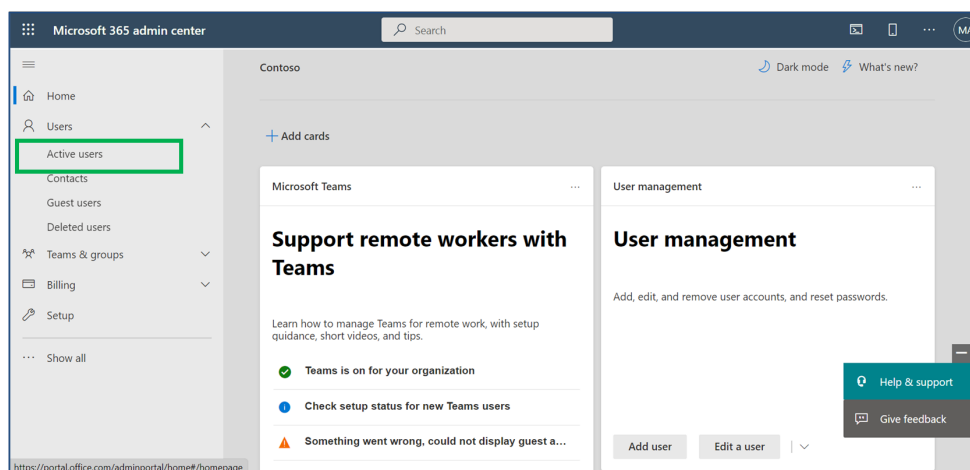 Microsoft 365 admin center
Search
MA
Contoso
Dark mode
What's new?
Home
Users
Active users
Contacts
Guest users
Deleted users
Teams & groups
Billing
Setup
... Show all
+ Add cards
Microsoft Teams
...
Support remote workers with
Teams
Learn how to manage Teams for remote work, with setup
guidance, short videos, and tips.
Teams is on for your organization
Check setup status for new Teams users
Something went wrong, could not display guest a...
User management
...
User management
Add, edit, and remove user accounts, and reset passwords.
Add user
Edit a user
Help & support
Give feedback
https://portal.office.com/adminportal/home#/homepage